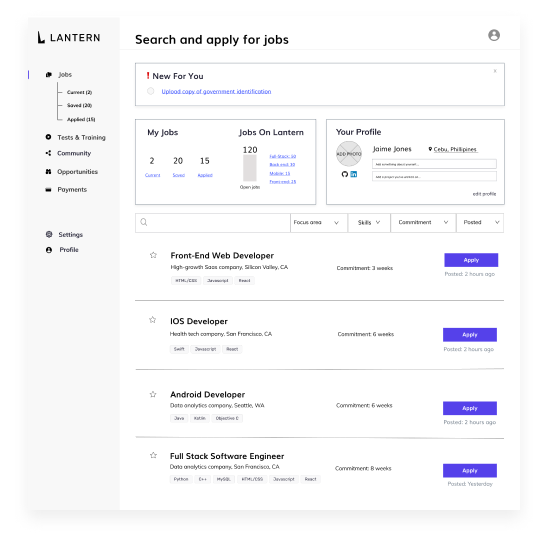 LANTERN
Jobs
Current (2)
Saved (20)
Applied (15)
Tests & Training
Community
Opportunities
Payments
Settings
Profile
Search and apply for jobs
! New For You
x
Upload copy of government identification
My Jobs
2 20 15
Current Saved Applied
Jobs On Lantern
120
Open jobs
Full-Stack: 50
Back-end: 30
Mobile: 15
Front-end: 25
Your Profile
ADD PHOTO
Jaime Jones
Cebu, Phillipines
Add something about yourself...
Add a project you've worked on...
edit profile
Focus area
Skills
Commitment
Posted
Front-End Web Developer
High-growth Saas company, Silicon Valley, CA
HTML/CSS Javascript React
Commitment: 3 weeks
Apply
Posted: 2 hours ago
IOS Developer
Health tech company, San Francisco, CA
Swift Javascript React
Commitment: 6 weeks
Apply
Posted: 2 hours ago
Android Developer
Data analytics company, Seattle, WA
Java Kotlin Objective C
Commitment: 6 weeks
Apply
Posted: 2 hours ago
Full Stack Software Engineer
Data analytics company, San Francisco, CA
Python C++ MySQL HTML/CSS Javascript React
Commitment: 8 weeks
Apply
Posted: Yesterday